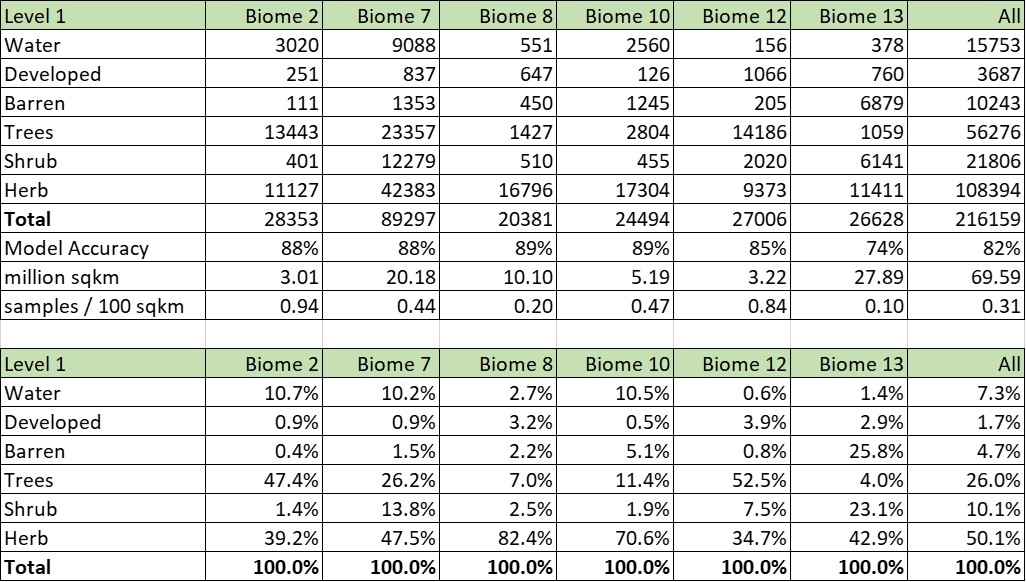 Level 1 Biome 2 Biome 7 Biome 8 Biome 10 Biome 12 Biome 13 All
Water 3020 9088 551 2560 156 378 15753
Developed 251 837 647 126 1066 760 3687
Barren 111 1353 450 1245 205 6879 10243
Trees 13443 23357 1427 2804 14186 1059 56276
Shrub 401 12279 510 455 2020 6141 21806
Herb 11127 42383 16796 17304 9373 11411 108394
Total 28353 89297 20381 24494 27006 26628 216159
Model Accuracy 88% 88% 89% 89% 85% 74% 82%
million sqkm 3.01 20.18 10.10 5.19 3.22 27.89 69.59
samples / 100 sqkm 0.94 0.44 0.20 0.47 0.84 0.10 0.31
Level 1 Biome 2 Biome 7 Biome 8 Biome 10 Biome 12 Biome 13 All
Water 10.7% 10.2% 2.7% 10.5% 0.6% 1.4% 7.3%
Developed 0.9% 0.9% 3.2% 0.5% 3.9% 2.9% 1.7%
Barren 0.4% 1.5% 2.2% 5.1% 0.8% 25.8% 4.7%
Trees 47.4% 26.2% 7.0% 11.4% 52.5% 4.0% 26.0%
Shrub 1.4% 13.8% 2.5% 1.9% 7.5% 23.1% 10.1%
Herb 39.2% 47.5% 82.4% 70.6% 34.7% 42.9% 50.1%
Total 100.0% 100.0% 100.0% 100.0% 100.0% 100.0% 100.0%